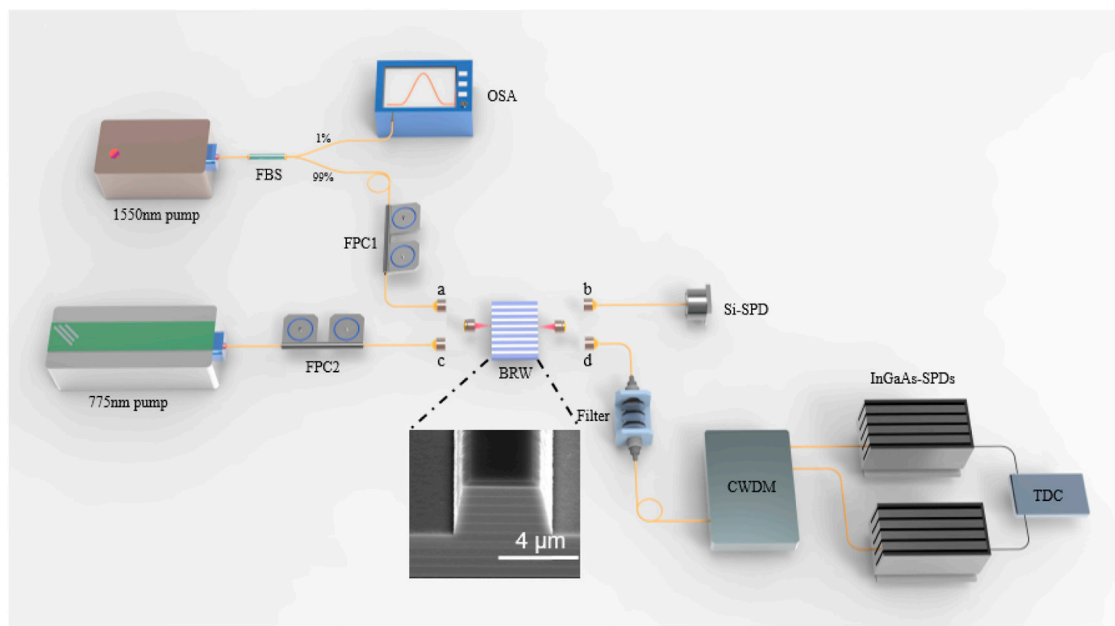 OSA
1%
FBS
99%
1550nm pump
FPC1
a
b
Si-SPD
c
d
FPC2
BRW
775nm pump
InGaAs-SPDs
Filter
CWDM
TDC
4 μm